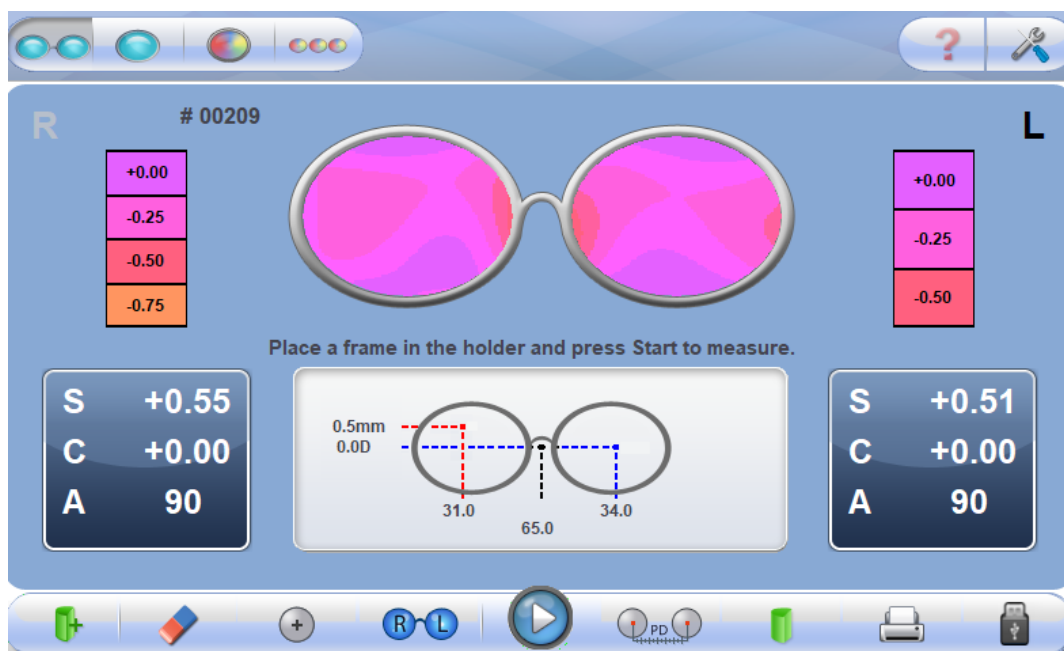 ?
R
# 00209
L
+0.00
-0.25
-0.50
-0.75
+0.00
-0.25
-0.50
Place a frame in the holder and press Start to measure.
S +0.55
C +0.00
A 90
0.5mm
0.0D
31.0
34.0
65.0
S +0.51
C +0.00
A 90
+
R L
PD